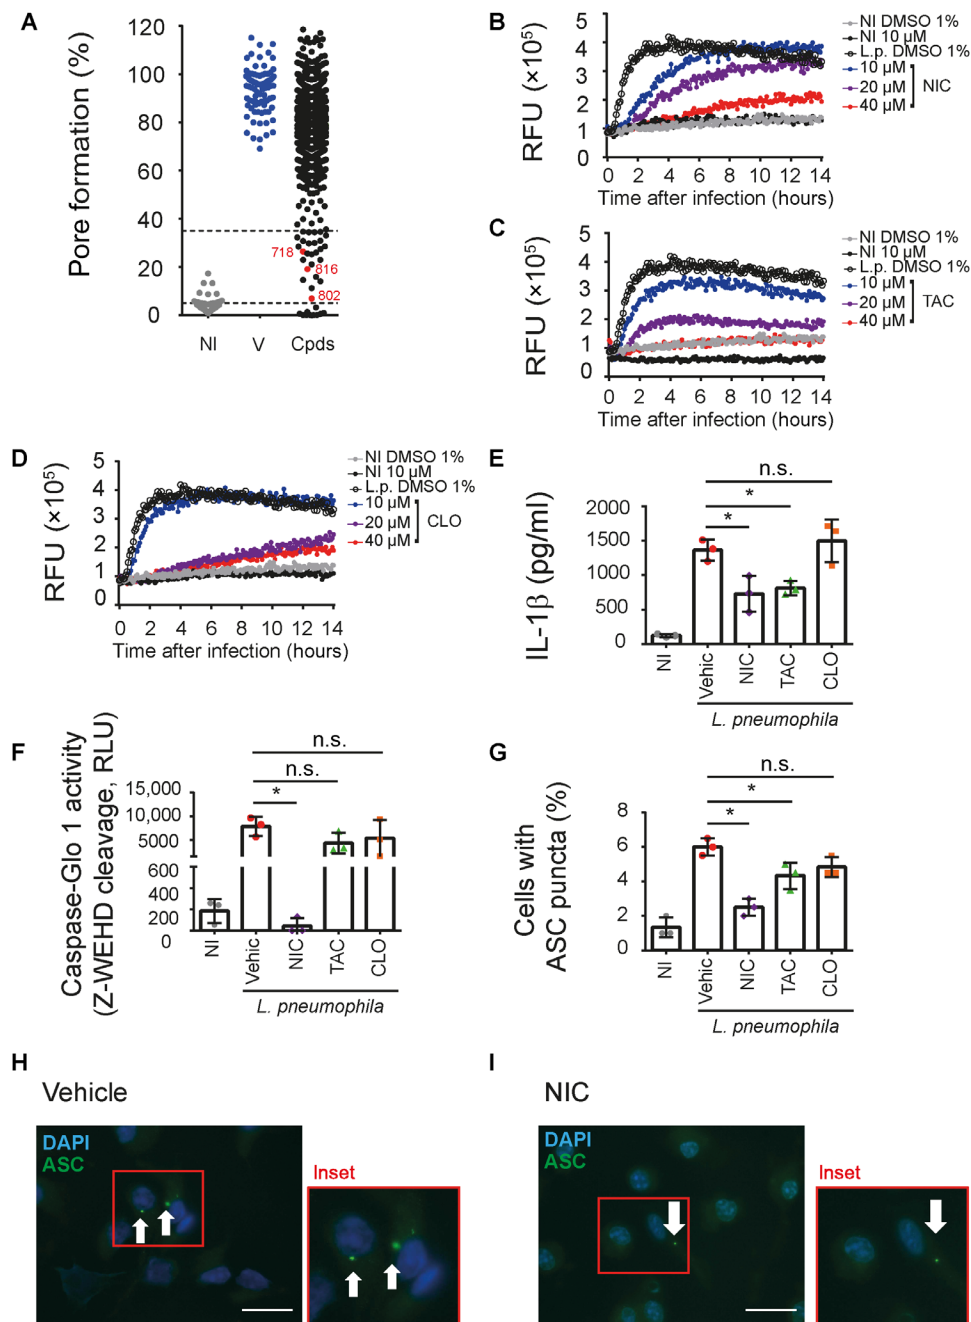 A
Pore formation (%)
120
100
80
60
40
20
0
718
816
802
NI V Cpds
B
RFU (×10⁵)
5
4
3
2
1
0 2 4 6 8 10 12 14
Time after infection (hours)
NI DMSO 1%
NI 10 μM
L.p. DMSO 1%
10 μM
20 μM
40 μM
NIC
C
RFU (×10⁵)
5
4
3
2
1
0 2 4 6 8 10 12 14
Time after infection (hours)
NI DMSO 1%
NI 10 μM
L.p. DMSO 1%
10 μM
20 μM
40 μM
TAC
D
RFU (×10⁵)
5
4
3
2
1
0
0 2 4 6 8 10 12 14
Time after infection (hours)
NI DMSO 1%
NI 10 μM
L.p. DMSO 1%
10 μM
20 μM
40 μM
CLO
E
IL-1β (pg/ml)
2000
1500
1000
500
0
n.s.
*
*
NI Vehic NIC TAC CLO
L. pneumophila
F
Caspase-Glo 1 activity
(Z-WEHD cleavage, RLU)
15,000
10,000
5000
600
400
200
0
n.s.
n.s.
*
NI Vehic NIC TAC CLO
L. pneumophila
G
Cells with
ASC puncta (%)
8
6
4
2
0
n.s.
*
*
NI Vehic NIC TAC CLO
L. pneumophila
H
Vehicle
DAPI
ASC
Inset
I
NIC
DAPI
ASC
Inset